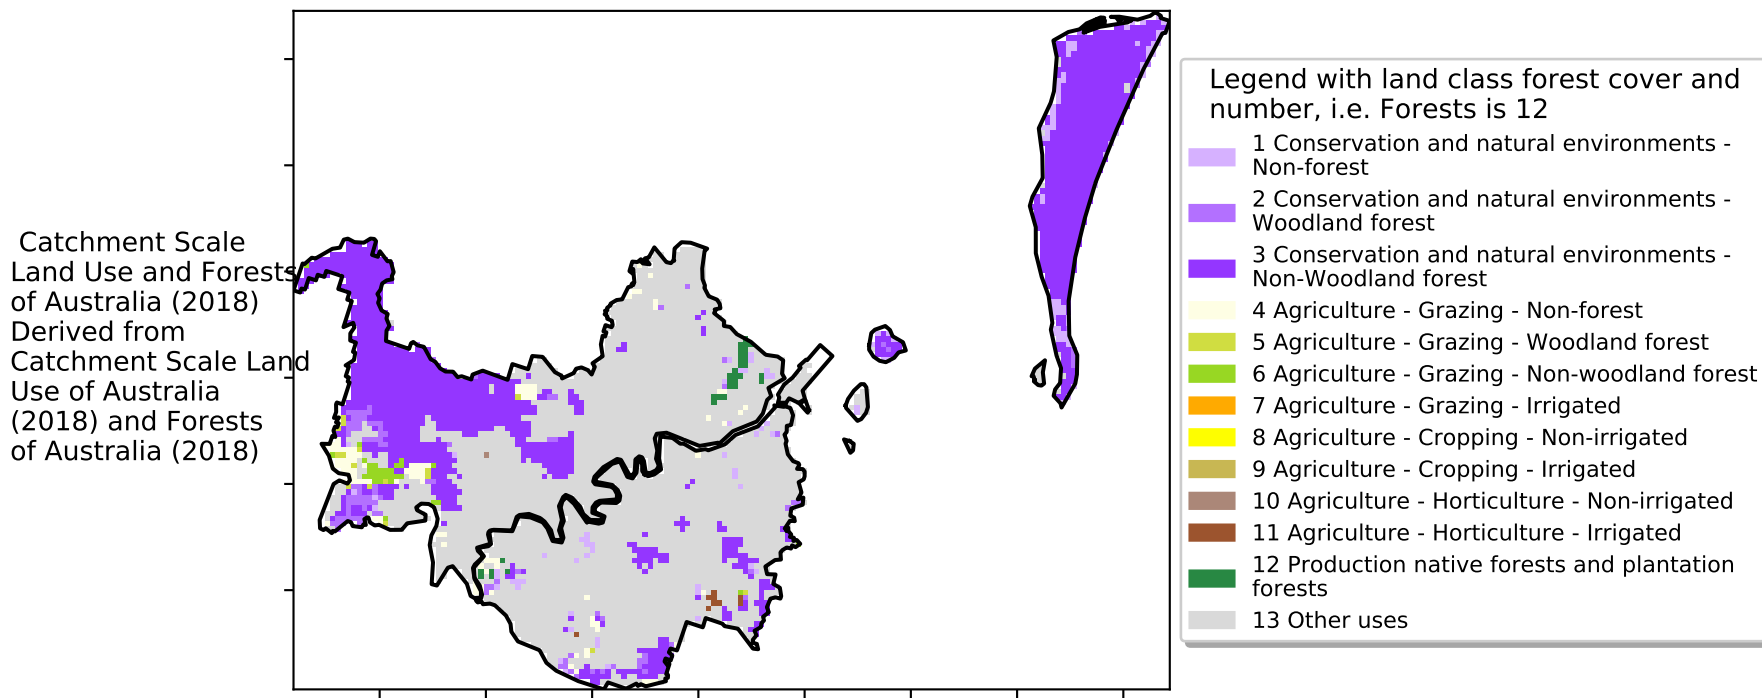 Catchment Scale
Land Use and Forests
of Australia (2018)
Derived from
Catchment Scale Land
Use of Australia
(2018) and Forests
of Australia (2018)
Legend with land class forest cover and
number, i.e. Forests is 12
1 Conservation and natural environments -
Non-forest
2 Conservation and natural environments -
Woodland forest
3 Conservation and natural environments -
Non-Woodland forest
4 Agriculture - Grazing - Non-forest
5 Agriculture - Grazing - Woodland forest
6 Agriculture - Grazing - Non-woodland forest
7 Agriculture - Grazing - Irrigated
8 Agriculture - Cropping - Non-irrigated
9 Agriculture - Cropping - Irrigated
10 Agriculture - Horticulture - Non-irrigated
11 Agriculture - Horticulture - Irrigated
12 Production native forests and plantation
forests
13 Other uses